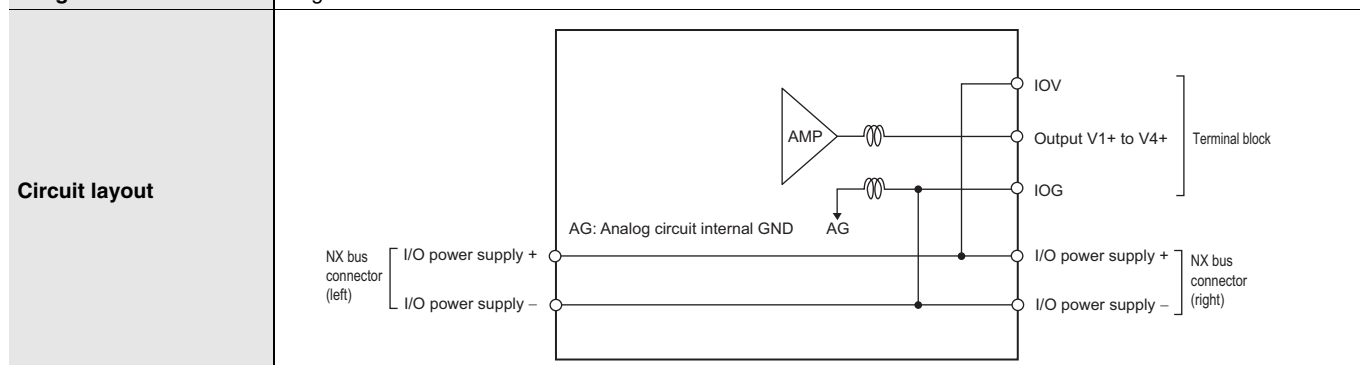 Circuit layout
IOV
AMP
Output V1+ to V4+
Terminal block
IOG
AG: Analog circuit internal GND
AG
NX bus
connector
(left)
I/O power supply +
I/O power supply –
I/O power supply +
I/O power supply –
NX bus
connector
(right)